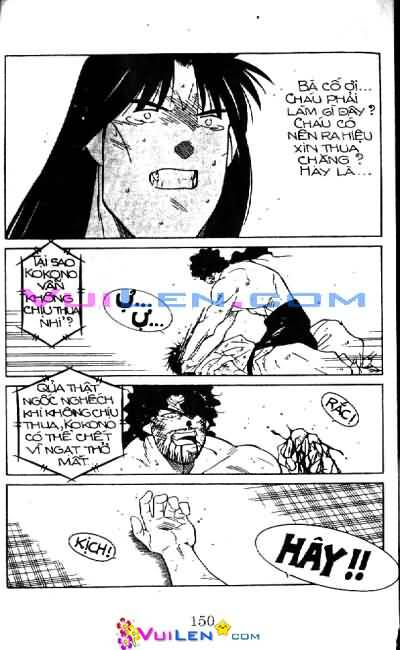 BÀ CỐ ƠI...
CHÁU PHẢI
LÀM GÌ ĐÂY?
CHÁU CÓ
NÊN RA HIỆU
XIN THUA
CHĂNG?
HAY LÀ...
TẠI SAO
KOKONO
VẪN
KHÔNG
CHỊU THUA
NHỈ?
Ự...
Ự...
VUILEN.COM
QUẢ THẬT
NGỐC NGHẾCH
KHI KHÔNG CHỊU
THUA, KOKONO
CÓ THỂ CHẾT
VÌ NGẠT THỞ
MẤT
RẮC!
KỊCH!
HÂY!!
150
VUILEN.COM